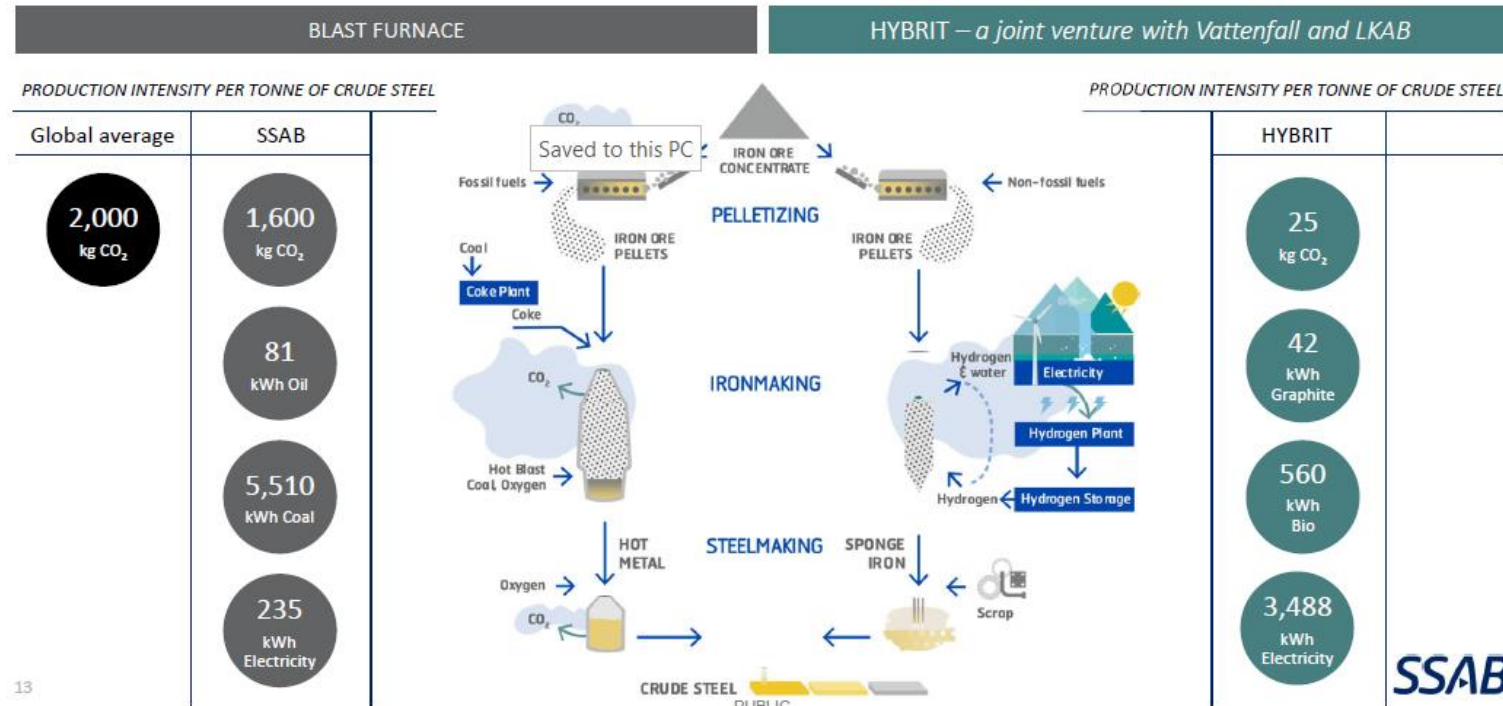 BLAST FURNACE
HYBRIT – a joint venture with Vattenfall and LKAB
PRODUCTION INTENSITY PER TONNE OF CRUDE STEEL
PRODUCTION INTENSITY PER TONNE OF CRUDE STEEL
Global average
SSAB
2,000
kg CO₂
1,600
kg CO₂
81
kWh Oil
5,510
kWh Coal
235
kWh
Electricity
CO₂
Saved to this PC
IRON ORE
CONCENTRATE
Fossil fuels
Non-fossil fuels
PELLETIZING
IRON ORE
PELLETS
IRON ORE
PELLETS
Coal
Coke Plant
Coke
CO₂
IRONMAKING
Hydrogen
& water
Electricity
Hydrogen Plant
Hot Blast
Coal, Oxygen
Hydrogen
Hydrogen Storage
HOT
METAL
STEELMAKING
SPONGE
IRON
Oxygen
CO₂
Scrap
CRUDE STEEL
PUBLIC
HYBRIT
25
kg CO₂
42
kWh
Graphite
560
kWh
Bio
3,488
kWh
Electricity
13
SSAB